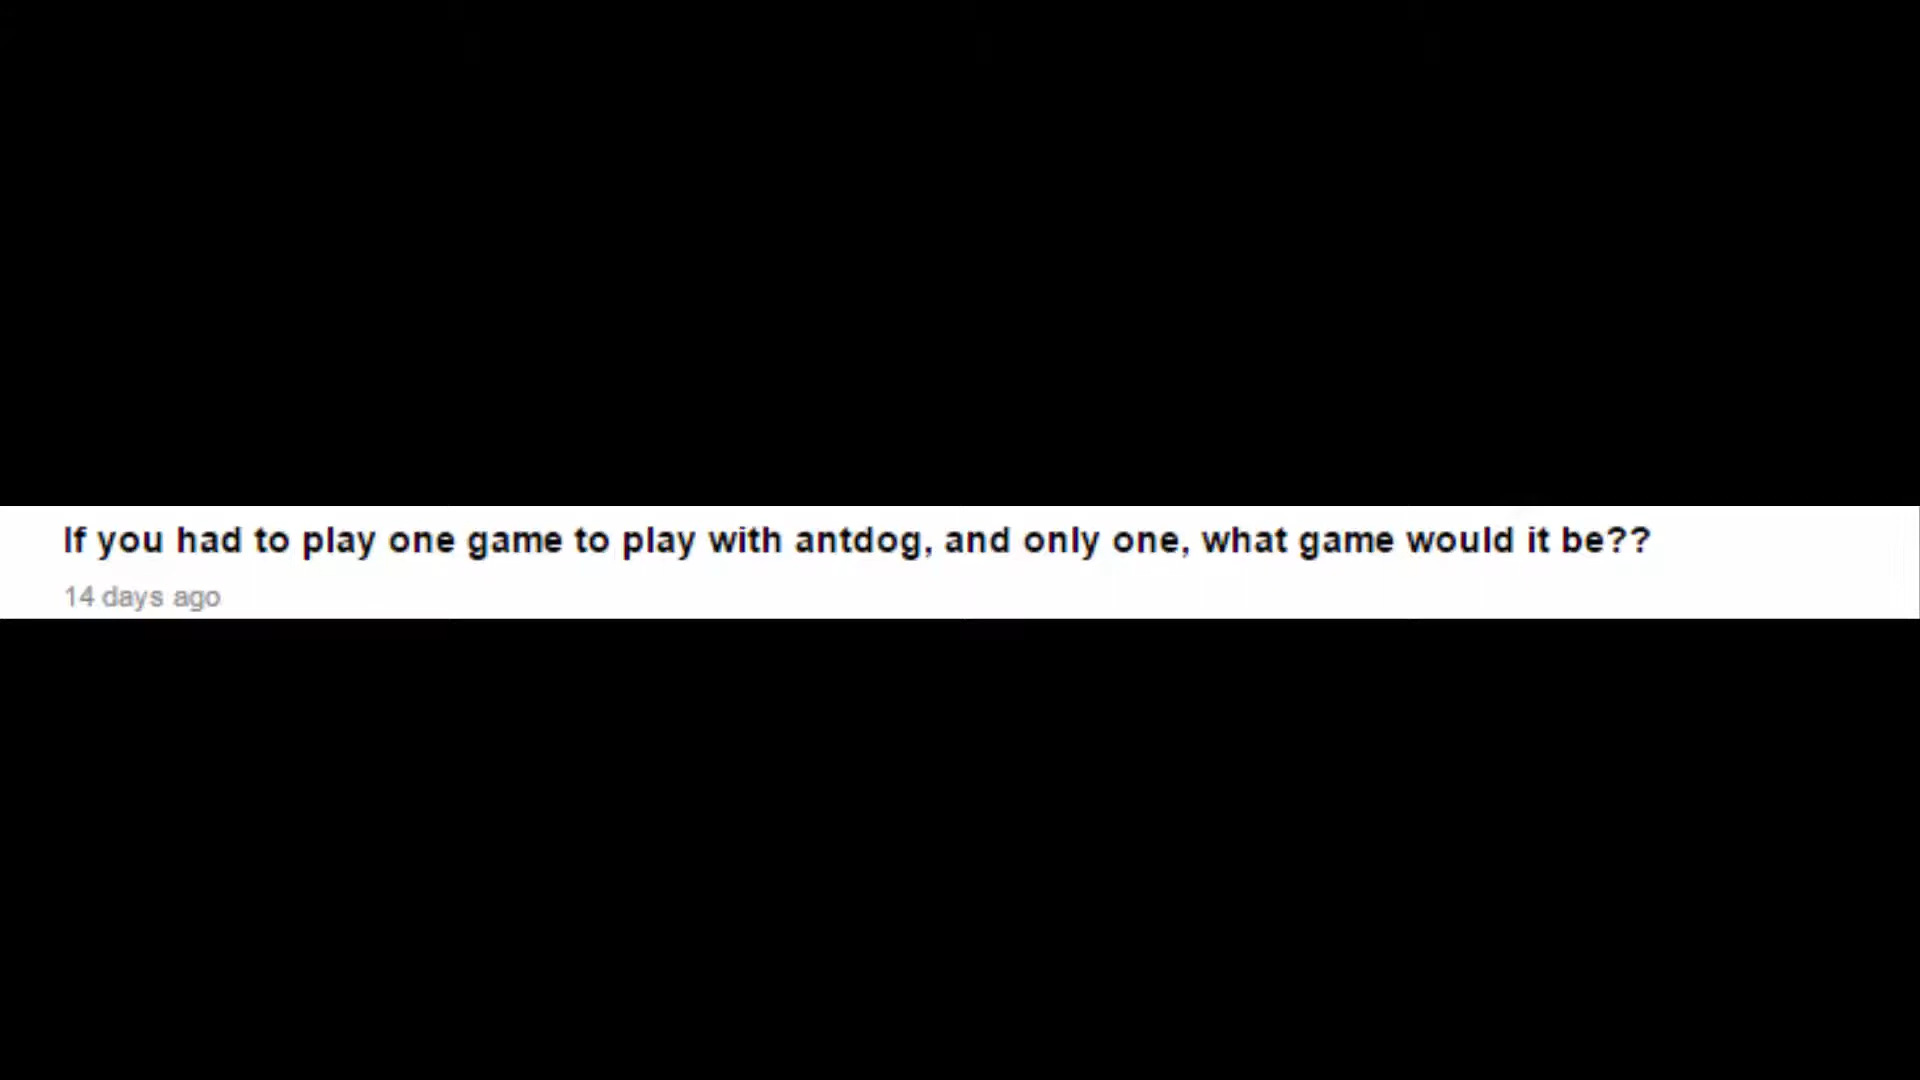 If you had to play one game to play with antdog, and only one, what game would it be??
14 days ago